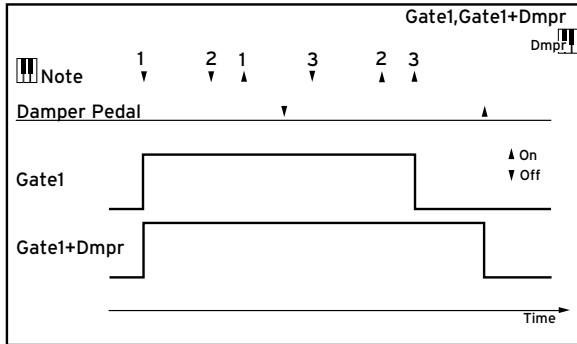 Gate1,Gate1+Dmpr
Dmpr
1 2 1 3 2 3
Note
Damper Pedal
▲ On
▼ Off
Gate1
Gate1+Dmpr
Time